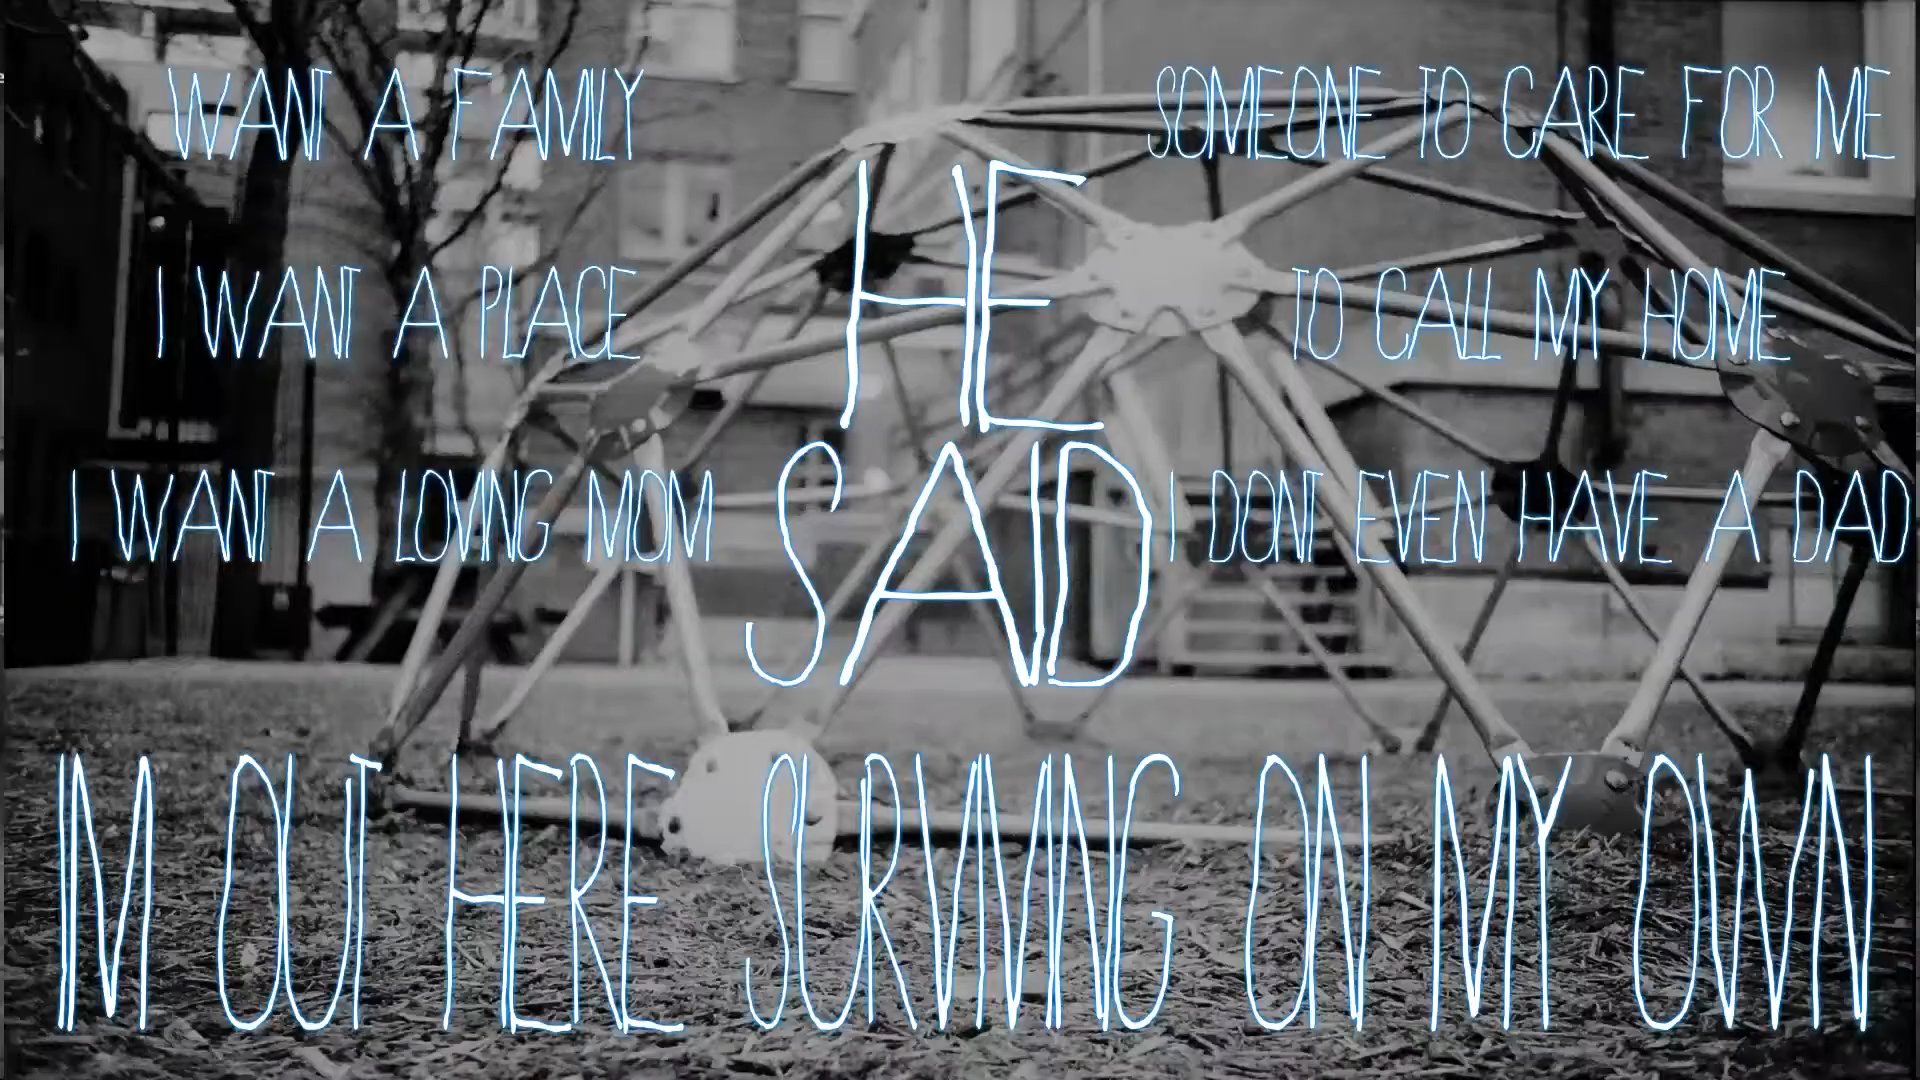 WANT A FAMILY
SOMEONE TO CARE FOR ME
HE
I WANT A PLACE
TO CALL MY HOME
SAID
I WANT A LOVING MOM
I DONT EVEN HAVE A DAD
IM OUT HERE SURVIVING ON MY OWN